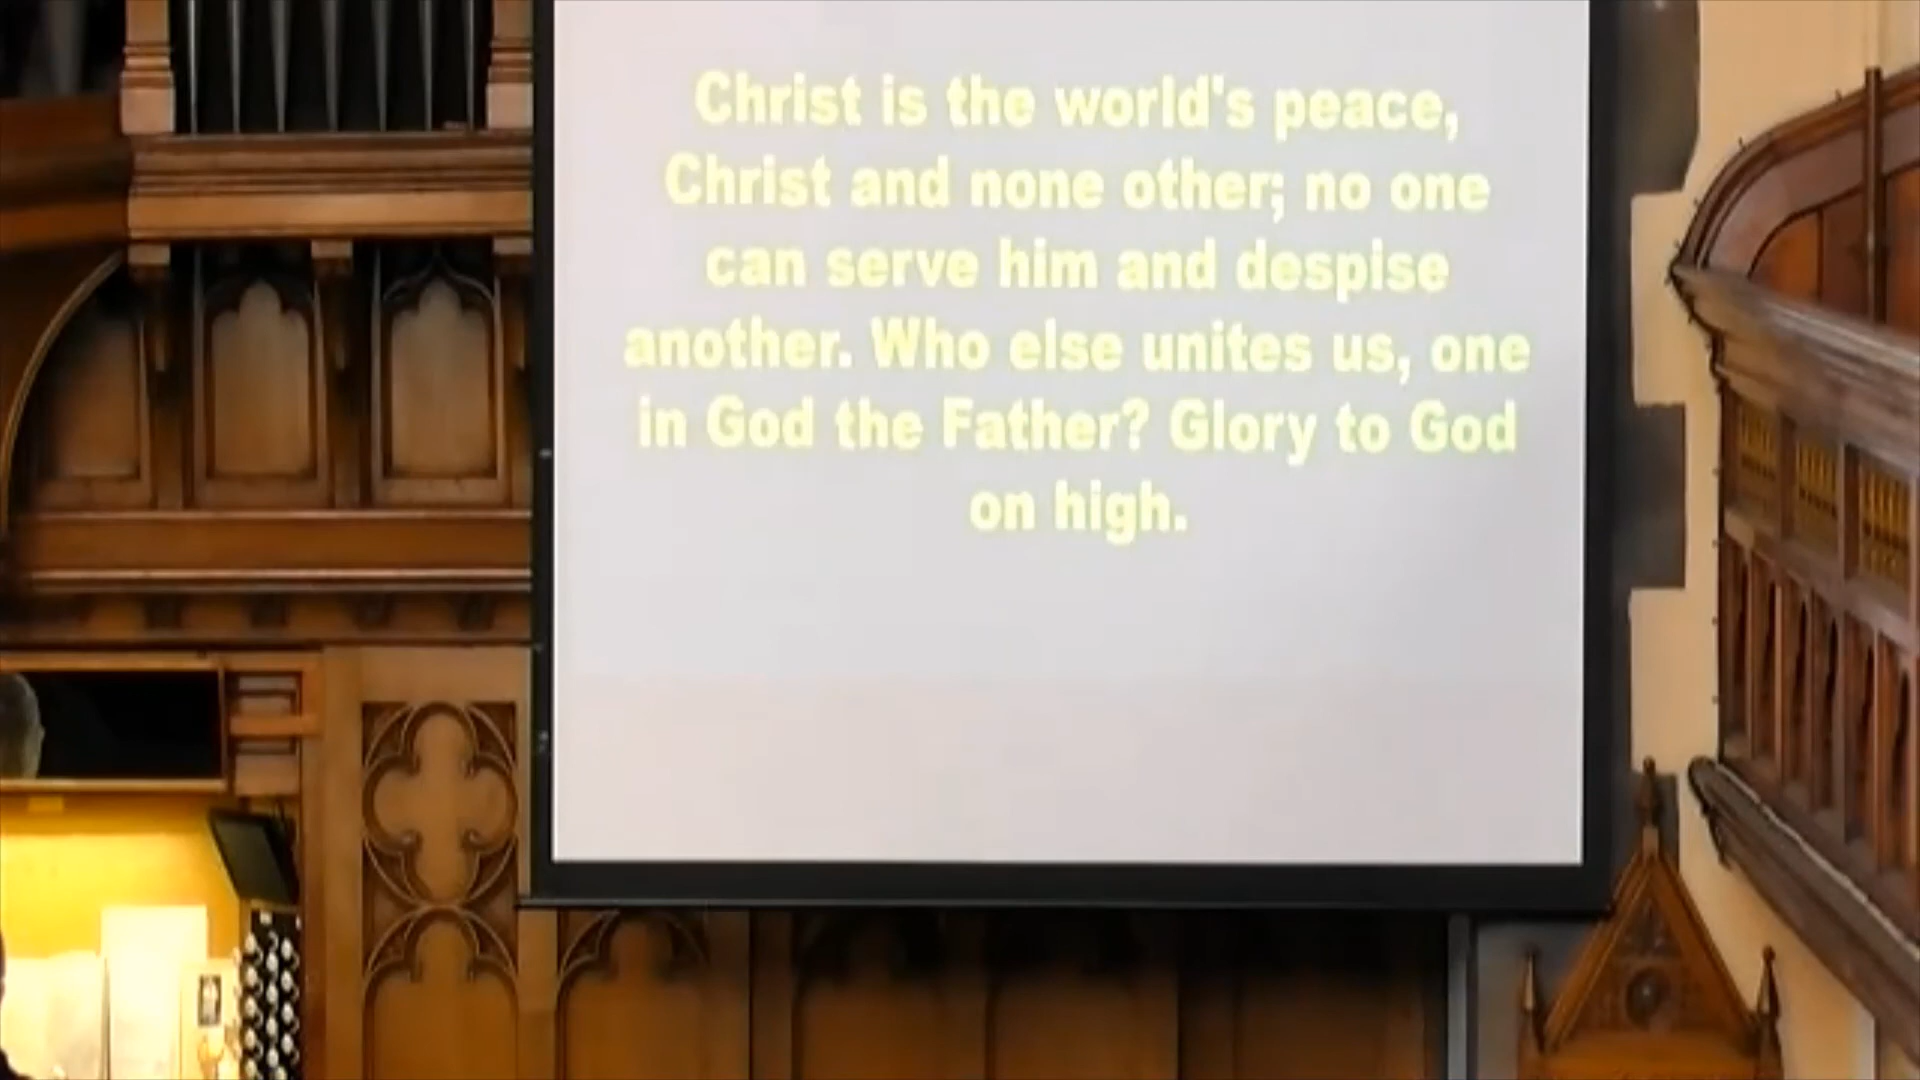 Christ is the world's peace,
Christ and none other; no one
can serve him and despise
another. Who else unites us, one
in God the Father? Glory to God
on high.